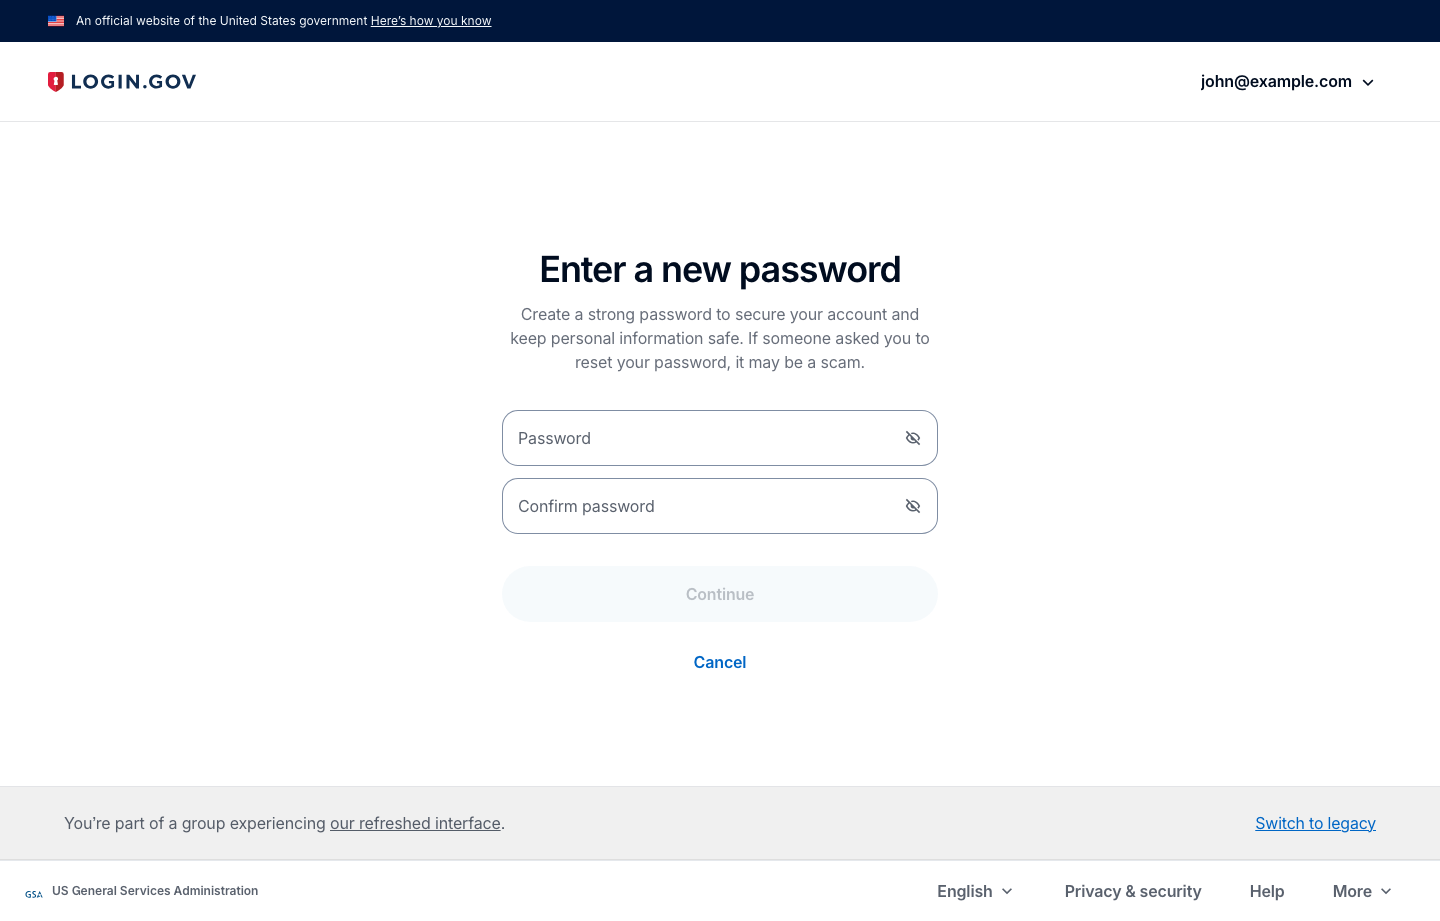 An official website of the United States government Here's how you know
LOGIN.GOV
john@example.com
Enter a new password
Create a strong password to secure your account and
keep personal information safe. If someone asked you to
reset your password, it may be a scam.
Password
Confirm password
Continue
Cancel
You're part of a group experiencing our refreshed interface.
Switch to legacy
GSA US General Services Administration
English
Privacy & security
Help
More